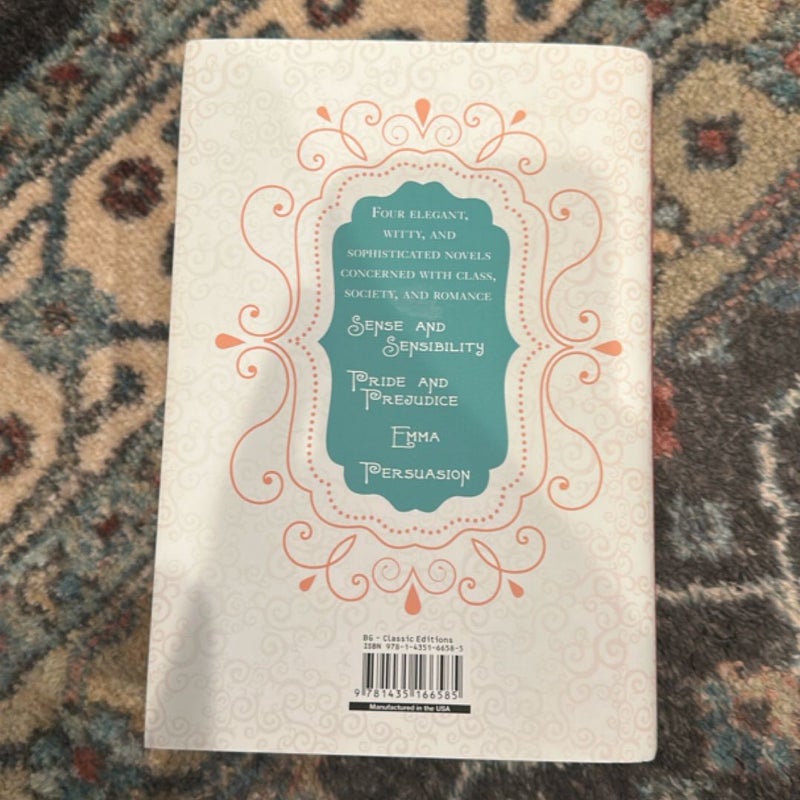 Four elegant,
witty, and
sophisticated novels
concerned with class,
society, and romance
Sense and
Sensibility
Pride and
Prejudice
Emma
Persuasion
BG - Classic Editions
ISBN 978-1-4351-6658-5
9 781435 166585
Manufactured in the USA